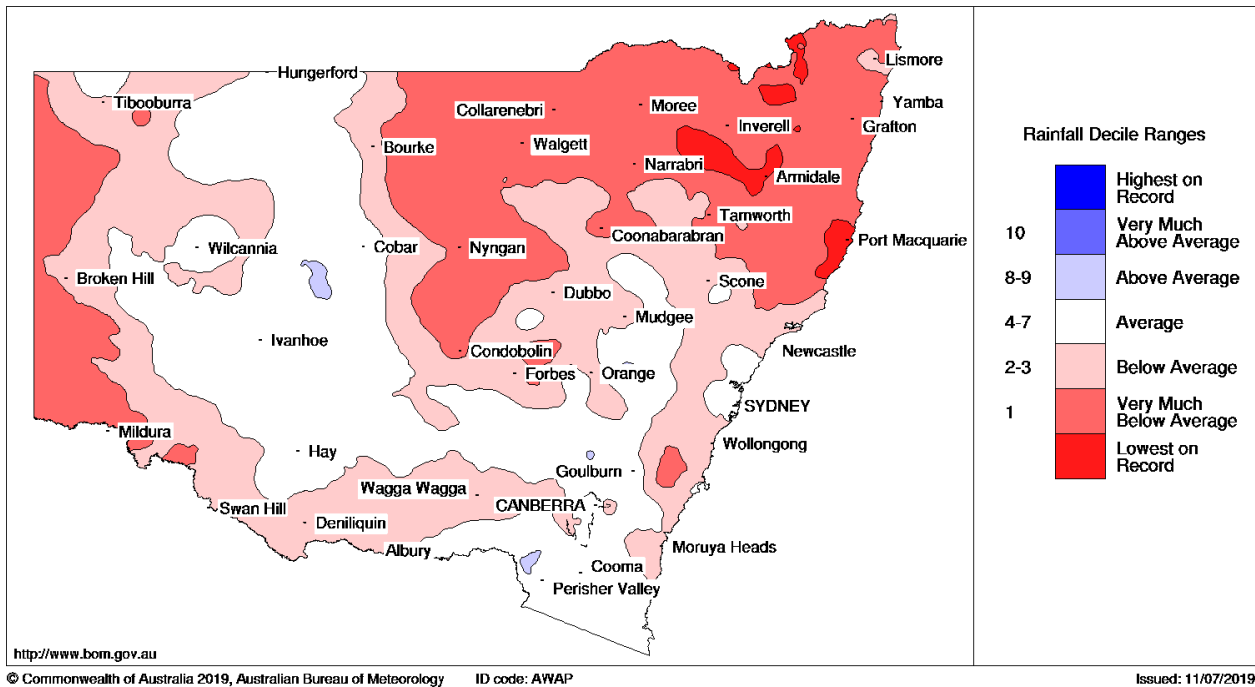 Hungerford
Tibooburra
Collarenebri
Moree
Lismore
Yamba
Inverell
Grafton
Bourke
Walgett
Narrabri
Armidale
Tamworth
Coonabarabran
Port Macquarie
Wilcannia
Cobar
Nyngan
Broken Hill
Scone
Dubbo
Mudgee
Ivanhoe
Newcastle
Condobolin
Forbes
Orange
SYDNEY
Mildura
Wollongong
Hay
Goulburn
Wagga Wagga
CANBERRA
Swan Hill
Deniliquin
Albury
Moruya Heads
Cooma
Perisher Valley
Rainfall Decile Ranges
Highest on
Record
10 Very Much
Above Average
8-9 Above Average
4-7 Average
2-3 Below Average
1 Very Much
Below Average
Lowest on
Record
http://www.bom.gov.au
© Commonwealth of Australia 2019, Australian Bureau of Meteorology ID code: AWAP Issued: 11/07/2019